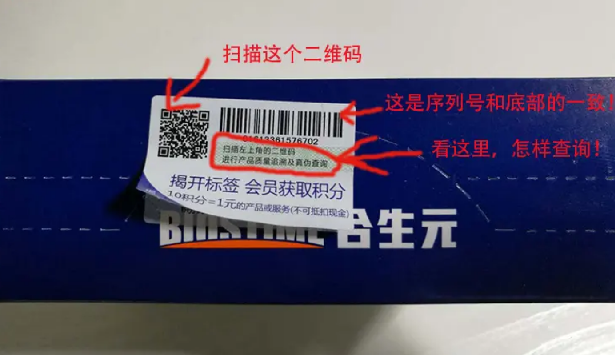 扫描这个二维码
这是序列号和底部的一致!
扫描左上角的二维码
看这里，怎样查询!
进行产品质量追溯及真伪查询
揭开标签 会员获取积分
10积分=1元的产品或服务(不可抵扣现金)
BIOSTIME 合生元